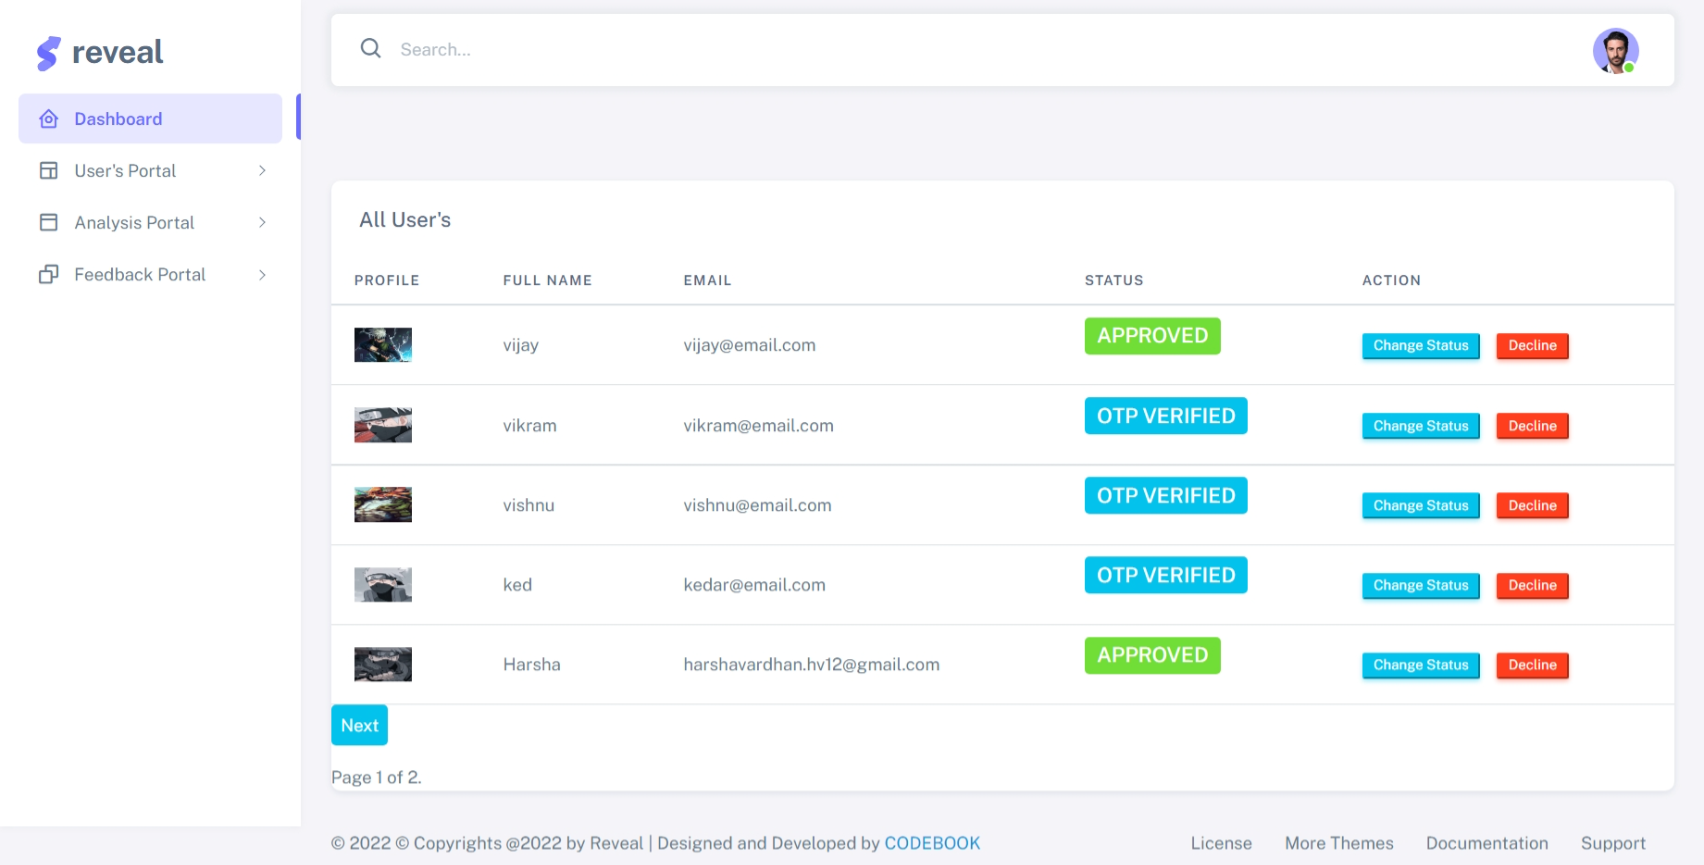 reveal
Search...
Dashboard
User's Portal
Analysis Portal
Feedback Portal
All User's
PROFILE FULL NAME EMAIL STATUS ACTION
vijay vijay@email.com APPROVED Change Status Decline
vikram vikram@email.com OTP VERIFIED Change Status Decline
vishnu vishnu@email.com OTP VERIFIED Change Status Decline
ked kedar@email.com OTP VERIFIED Change Status Decline
Harsha harshavardhan.hv12@gmail.com APPROVED Change Status Decline
Next
Page 1 of 2.
© 2022 © Copyrights @2022 by Reveal | Designed and Developed by CODEBOOK License More Themes Documentation Support